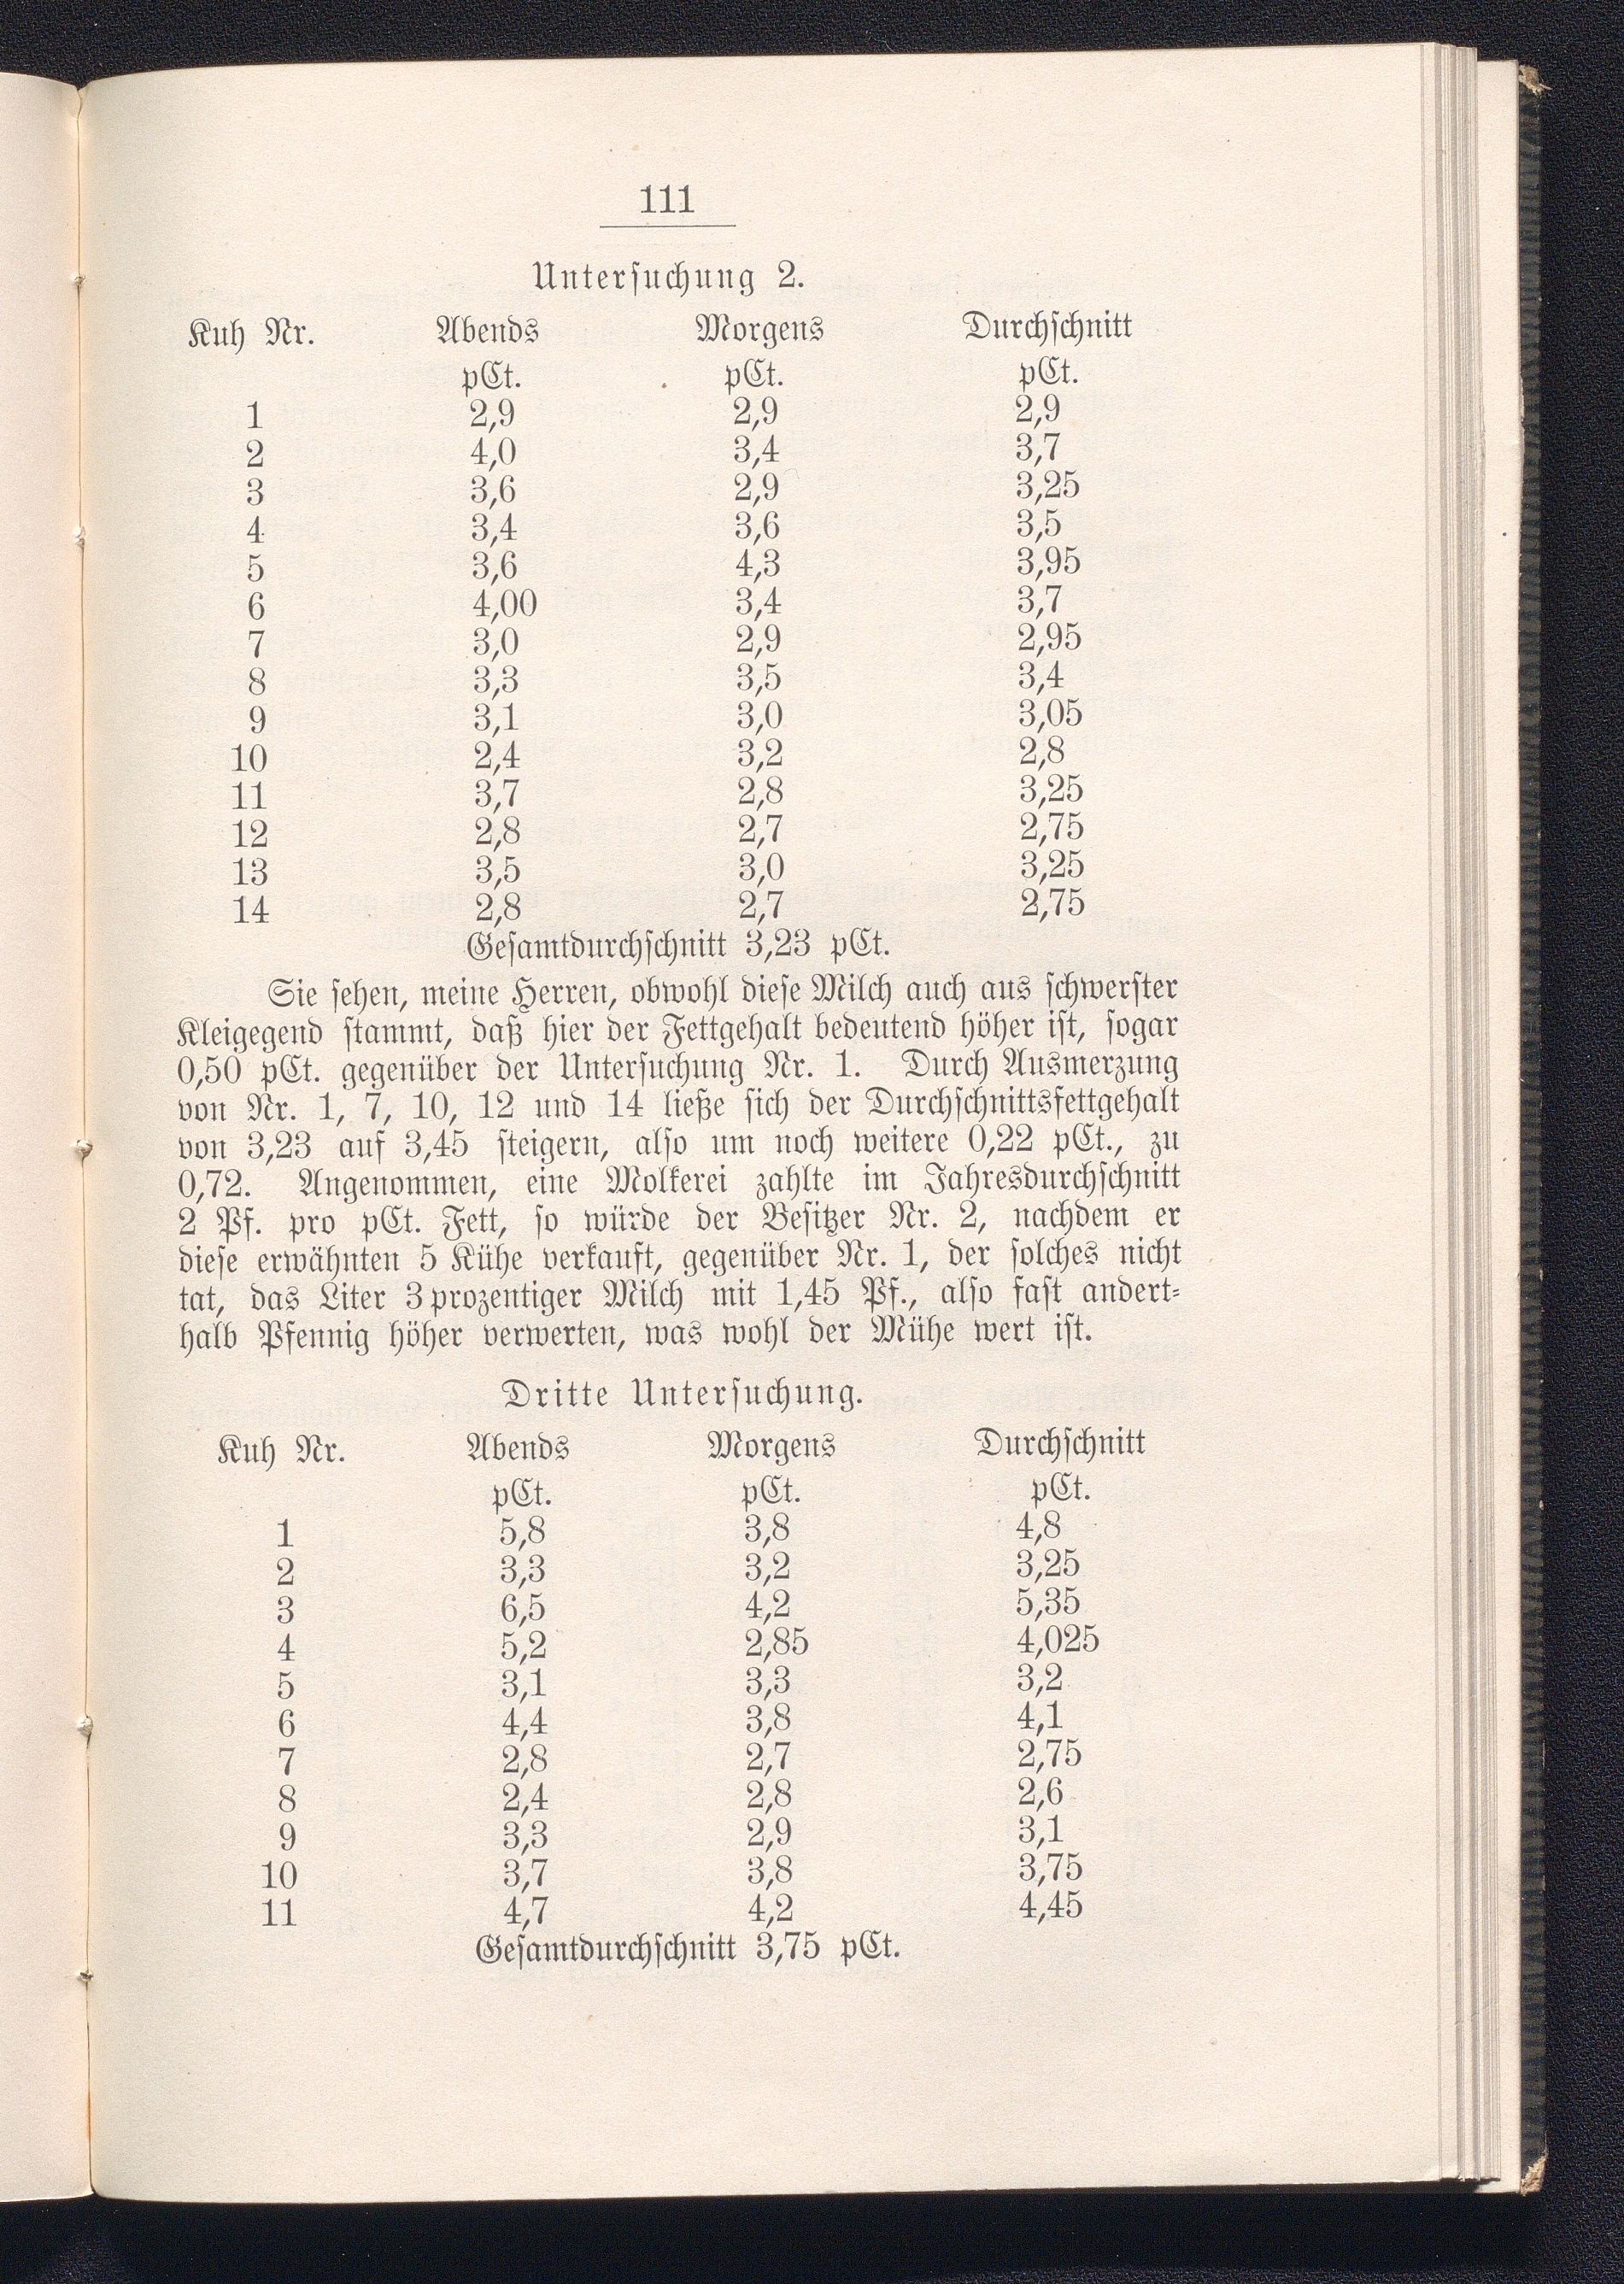 111
Untersuchung 2.
Kuh Nr. Abends Morgens Durchschnitt
pCt. pCt. pCt.
1 2,9 2,9 2,9
2 4,0 3,4 3,7
3 3,6 2,9 3,25
4 3,4 3,6 3,5
5 3,6 4,3 3,95
6 4,00 3,4 3,7
7 3,0 2,9 2,95
8 3,3 3,5 3,4
9 3,1 3,0 3,05
10 2,4 3,2 2,8
11 3,7 2,8 3,25
12 2,8 2,7 2,75
13 3,5 3,0 3,25
14 2,8 2,7 2,75
Gesamtdurchschnitt 3,23 pCt.
Sie sehen, meine Herren, obwohl diese Milch auch aus schwerster
Kleigegend stammt, daß hier der Fettgehalt bedeutend höher ist, sogar
0,50 pCt. gegenüber der Untersuchung Nr. 1. Durch Ausmerzung
von Nr. 1, 7, 10, 12 und 14 ließe sich der Durchschnittsfettgehalt
von 3,23 auf 3,45 steigern, also um noch weitere 0,22 pCt., zu
0,72. Angenommen, eine Molkerei zahlte im Jahresdurchschnitt
2 Pf. pro pCt. Fett, so würde der Besitzer Nr. 2, nachdem er
diese erwähnten 5 Kühe verkauft, gegenüber Nr. 1, der solches nicht
tat, das Liter 3prozentiger Milch mit 1,45 Pf., also fast andert-
halb Pfennig höher verwerten, was wohl der Mühe wert ist.
Dritte Untersuchung.
Kuh Nr. Abends Morgens Durchschnitt
pCt. pCt. pCt.
1 5,8 3,8 4,8
2 3,3 3,2 3,25
3 6,5 4,2 5,35
4 5,2 2,85 4,025
5 3,1 3,3 3,2
6 4,4 3,8 4,1
7 2,8 2,7 2,75
8 2,4 2,8 2,6
9 3,3 2,9 3,1
10 3,7 3,8 3,75
11 4,7 4,2 4,45
Gesamtdurchschnitt 3,75 pCt.